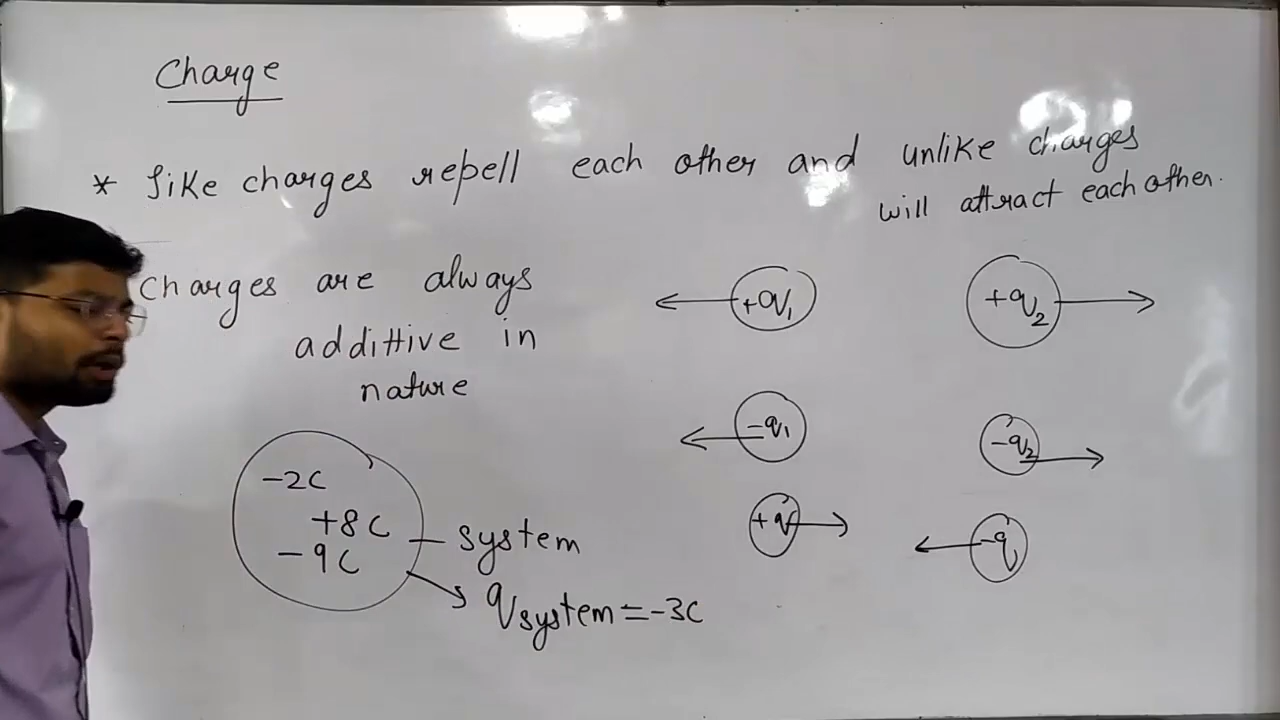 Charge
* like charges repell each other and unlike charges
will attract each other.
Charges are always
addittive in
nature
+q1
+q2
-q1
-q2
+q
-q
-2C
+8C
-9C
system
qsystem=-3C